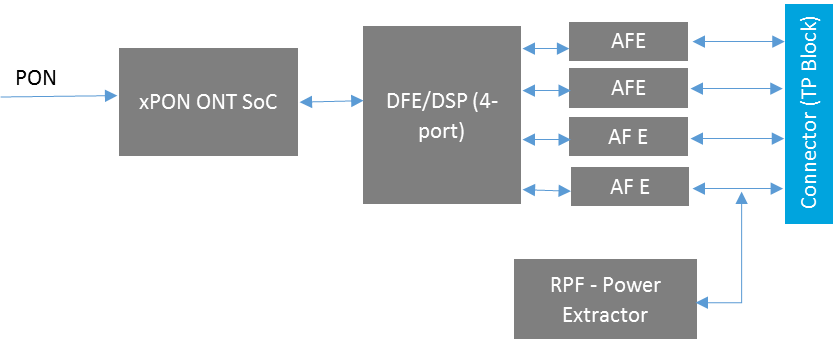 PON
xPON ONT SoC
DFE/DSP (4-
port)
AFE
AFE
AF E
AF E
Connector (TP Block)
RPF - Power
Extractor